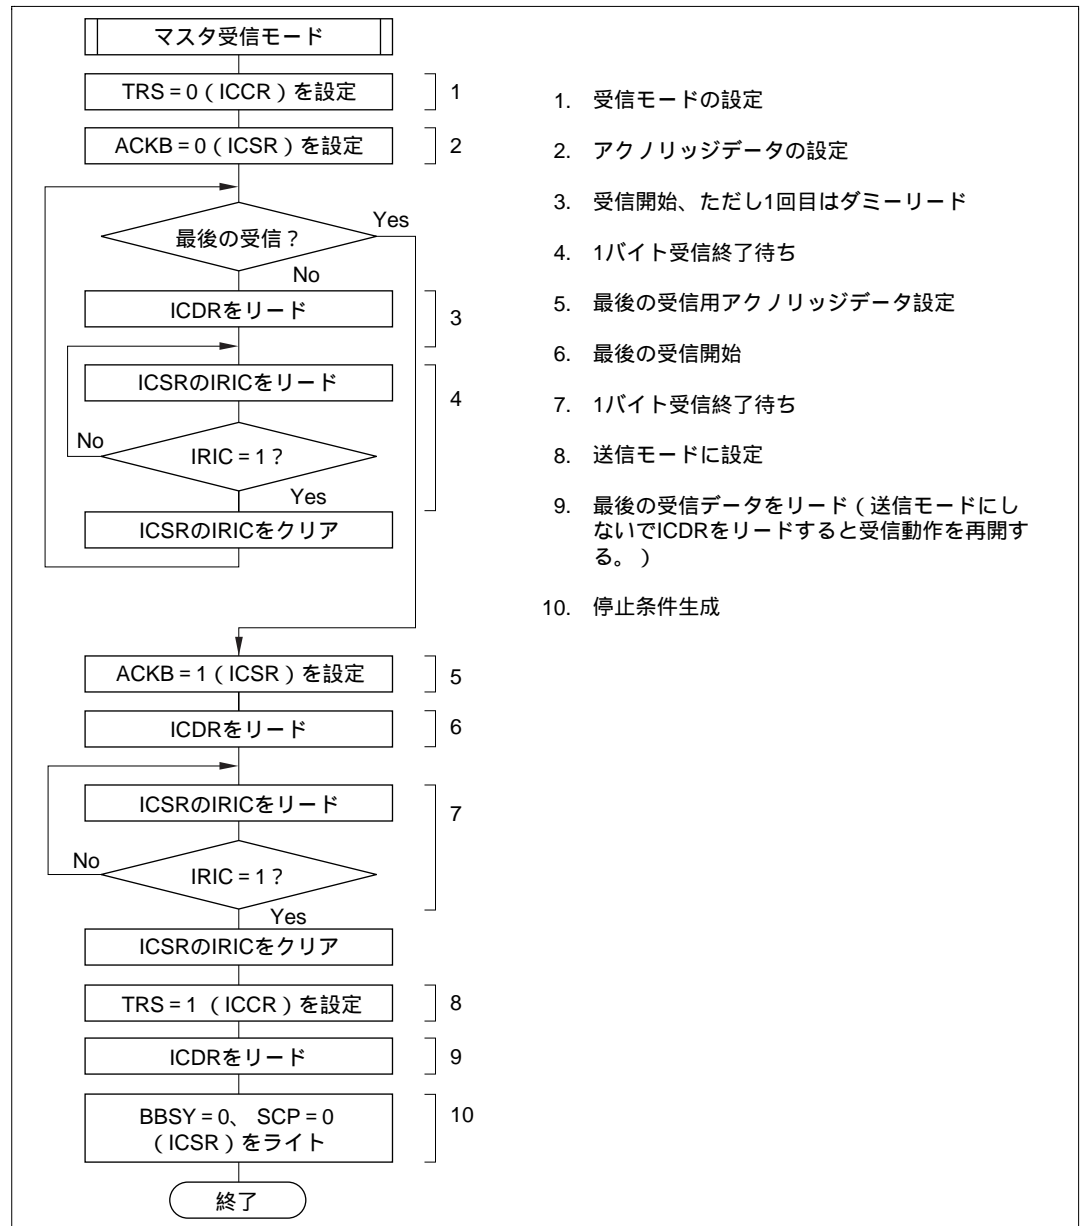 マスタ受信モード
TRS = 0 ( ICCR ) を設定
1
ACKB = 0 ( ICSR ) を設定
2
最後の受信？
Yes
No
ICDRをリード
3
ICSRのIRICをリード
4
No
IRIC = 1？
Yes
ICSRのIRICをクリア
ACKB = 1 ( ICSR ) を設定
5
ICDRをリード
6
ICSRのIRICをリード
7
No
IRIC = 1？
Yes
ICSRのIRICをクリア
TRS = 1 ( ICCR ) を設定
8
ICDRをリード
9
BBSY = 0、 SCP = 0
( ICSR ) をライト
10
終了
1. 受信モードの設定
2. アクノリッジデータの設定
3. 受信開始、ただし1回目はダミーリード
4. 1バイト受信終了待ち
5. 最後の受信用アクノリッジデータ設定
6. 最後の受信開始
7. 1バイト受信終了待ち
8. 送信モードに設定
9. 最後の受信データをリード ( 送信モードにし
ないでICDRをリードすると受信動作を再開す
る。 )
10. 停止条件生成